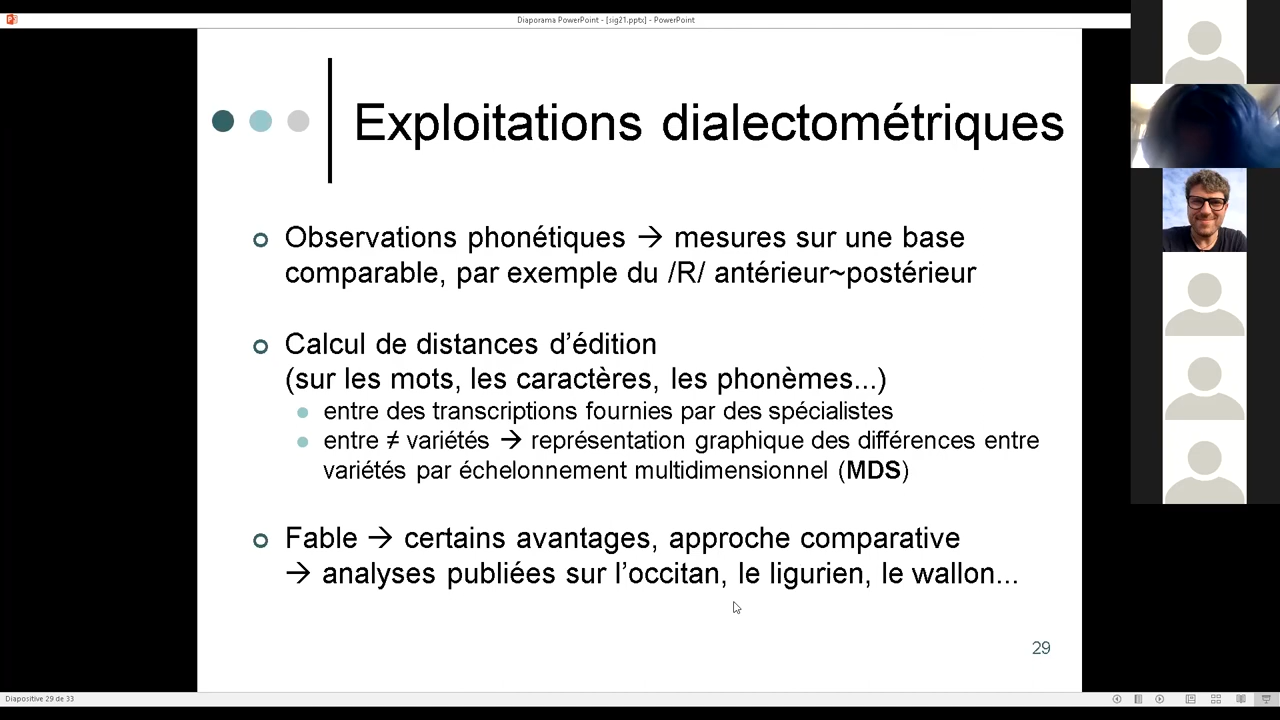 Diaporama PowerPoint - [sig21.pptx] - PowerPoint
Exploitations dialectométriques
Observations phonétiques → mesures sur une base
comparable, par exemple du /R/ antérieur~postérieur
Calcul de distances d’édition
(sur les mots, les caractères, les phonèmes...)
entre des transcriptions fournies par des spécialistes
entre ≠ variétés → représentation graphique des différences entre
variétés par échelonnement multidimensionnel (MDS)
Fable → certains avantages, approche comparative
→ analyses publiées sur l’occitan, le ligurien, le wallon...
29
Diapositive 29 de 33